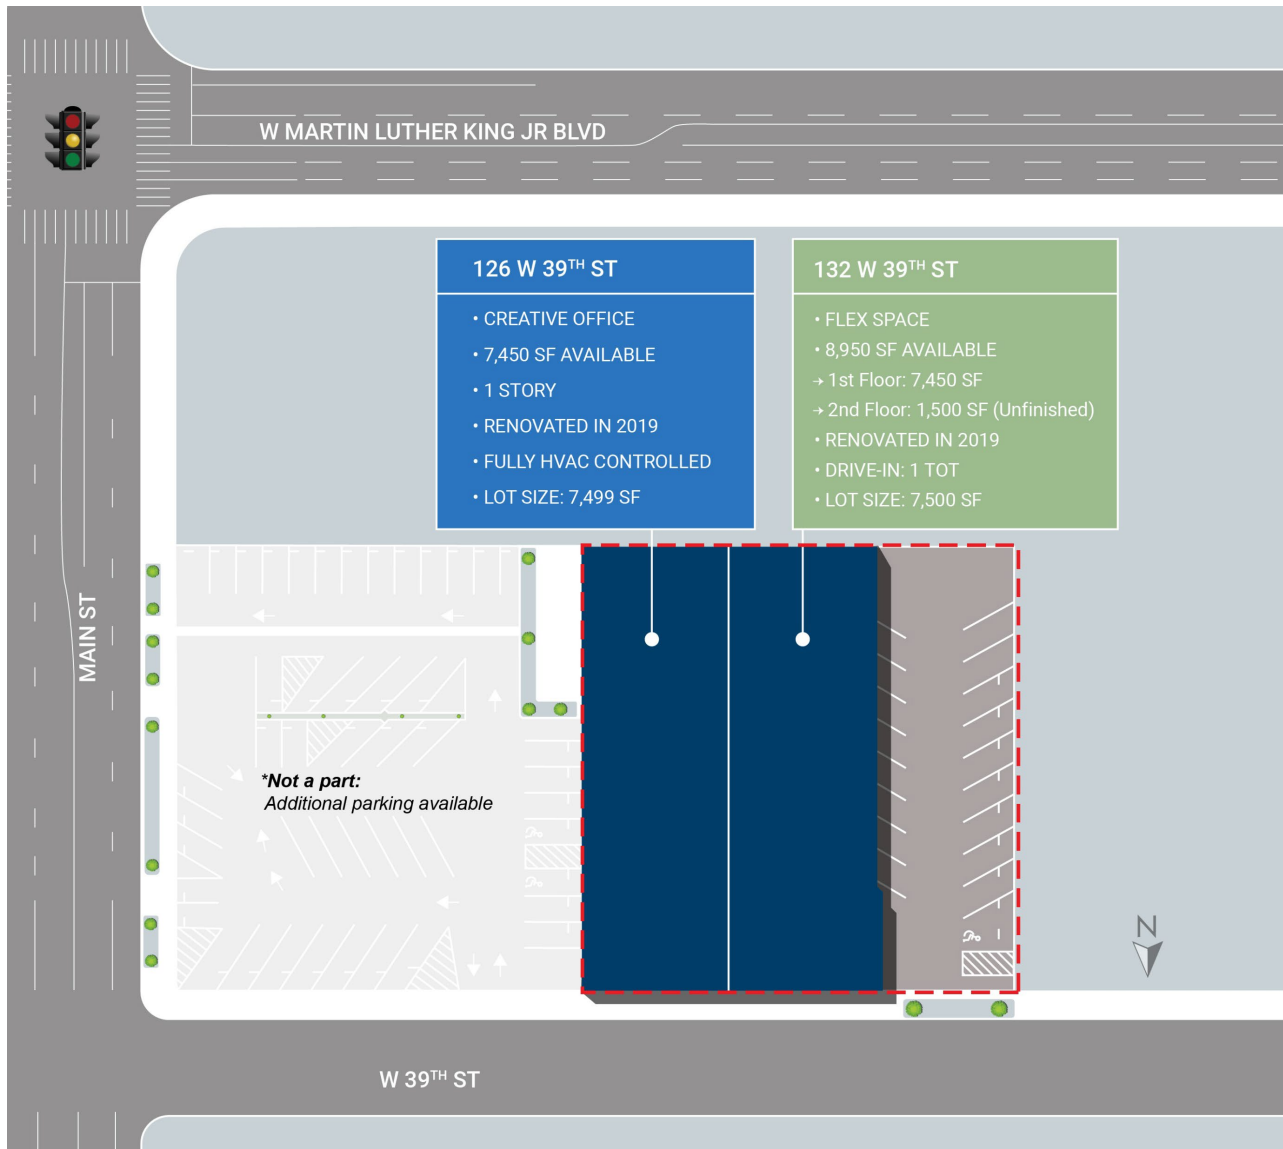 W MARTIN LUTHER KING JR BLVD
126 W 39TH ST
• CREATIVE OFFICE
• 7,450 SF AVAILABLE
• 1 STORY
• RENOVATED IN 2019
• FULLY HVAC CONTROLLED
• LOT SIZE: 7,499 SF
132 W 39TH ST
• FLEX SPACE
• 8,950 SF AVAILABLE
→ 1st Floor: 7,450 SF
→ 2nd Floor: 1,500 SF (Unfinished)
• RENOVATED IN 2019
• DRIVE-IN: 1 TOT
• LOT SIZE: 7,500 SF
MAIN ST
*Not a part:
Additional parking available
N
W 39TH ST